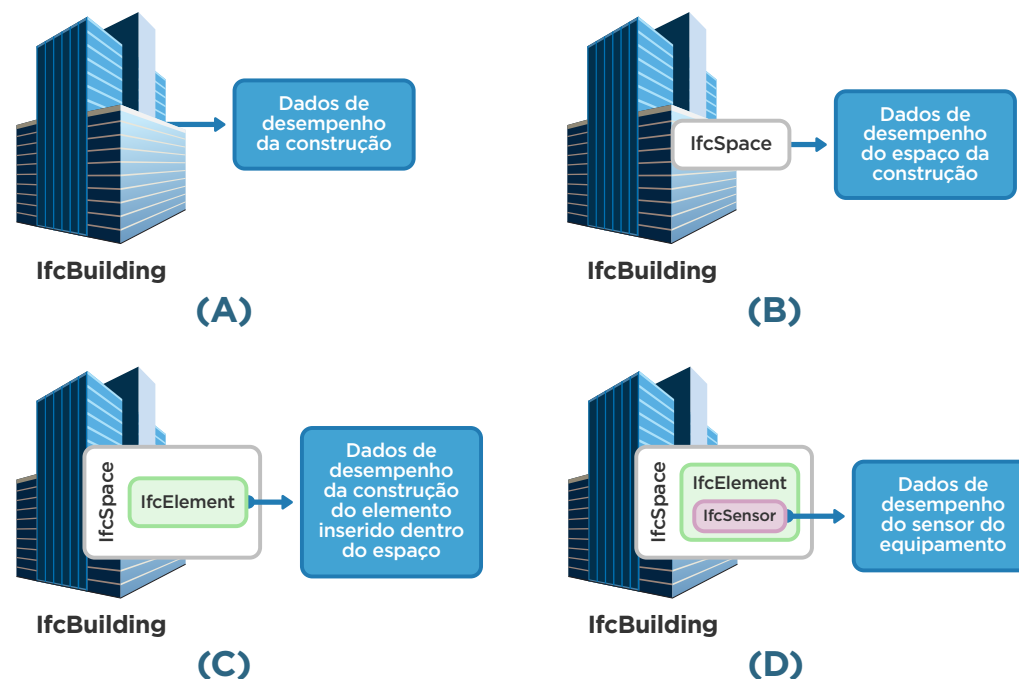 Dados de
desempenho
da construção
IfcBuilding
(A)
IfcSpace
Dados de
desempenho
do espaço da
construção
IfcBuilding
(B)
IfcSpace
IfcElement
Dados de
desempenho
da construção
do elemento
inserido dentro
do espaço
IfcBuilding
(C)
IfcSpace
IfcElement
IfcSensor
Dados de
desempenho
do sensor do
equipamento
IfcBuilding
(D)